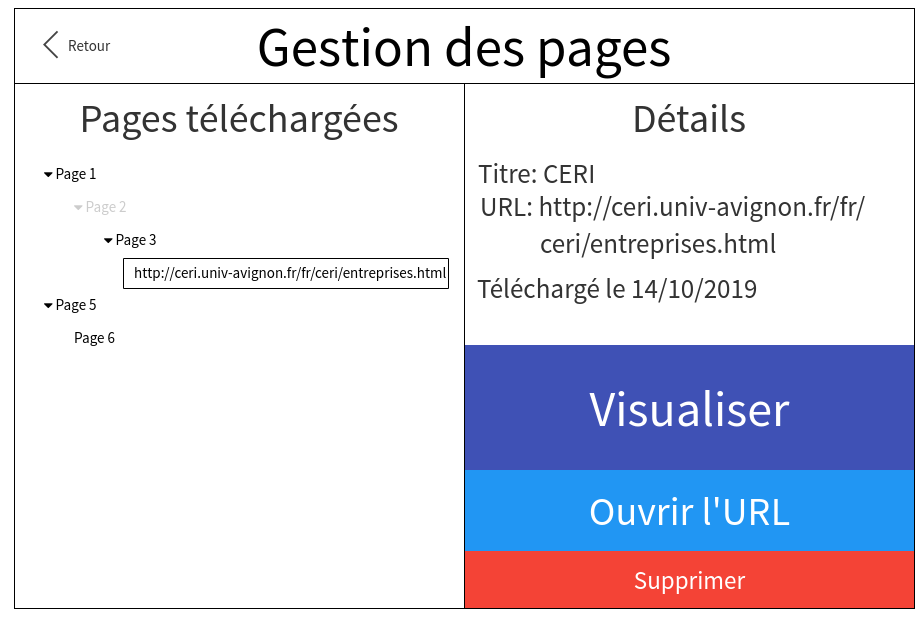 Retour
Gestion des pages
Pages téléchargées
Page 1
Page 2
Page 3
http://ceri.univ-avignon.fr/fr/ceri/entreprises.html
Page 5
Page 6
Détails
Titre: CERI
URL: http://ceri.univ-avignon.fr/fr/
ceri/entreprises.html
Téléchargé le 14/10/2019
Visualiser
Ouvrir l'URL
Supprimer